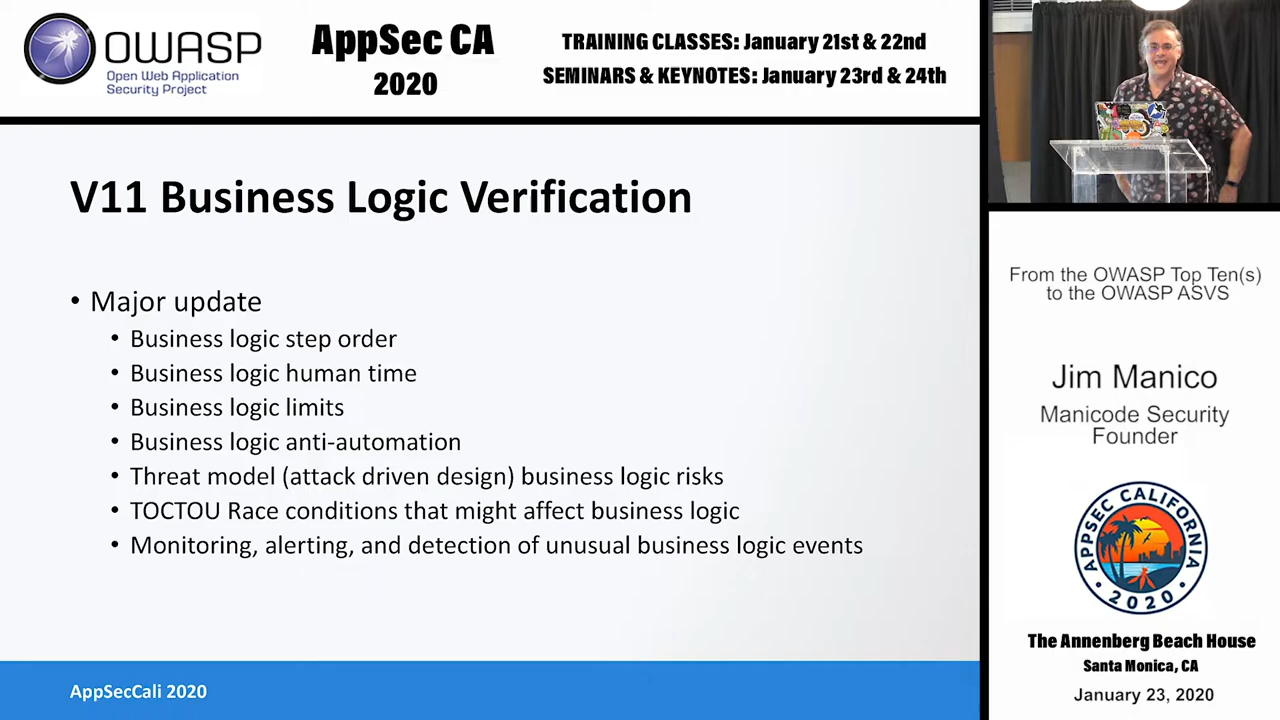 OWASP
Open Web Application
Security Project
AppSec CA
2020
TRAINING CLASSES: January 21st & 22nd
SEMINARS & KEYNOTES: January 23rd & 24th
V11 Business Logic Verification
• Major update
• Business logic step order
• Business logic human time
• Business logic limits
• Business logic anti-automation
• Threat model (attack driven design) business logic risks
• TOCTOU Race conditions that might affect business logic
• Monitoring, alerting, and detection of unusual business logic events
AppSecCali 2020
From the OWASP Top Ten(s)
to the OWASP ASVS
Jim Manico
Manicode Security
Founder
APPSEC CALIFORNIA
• 2020 •
The Annenberg Beach House
Santa Monica, CA
January 23, 2020